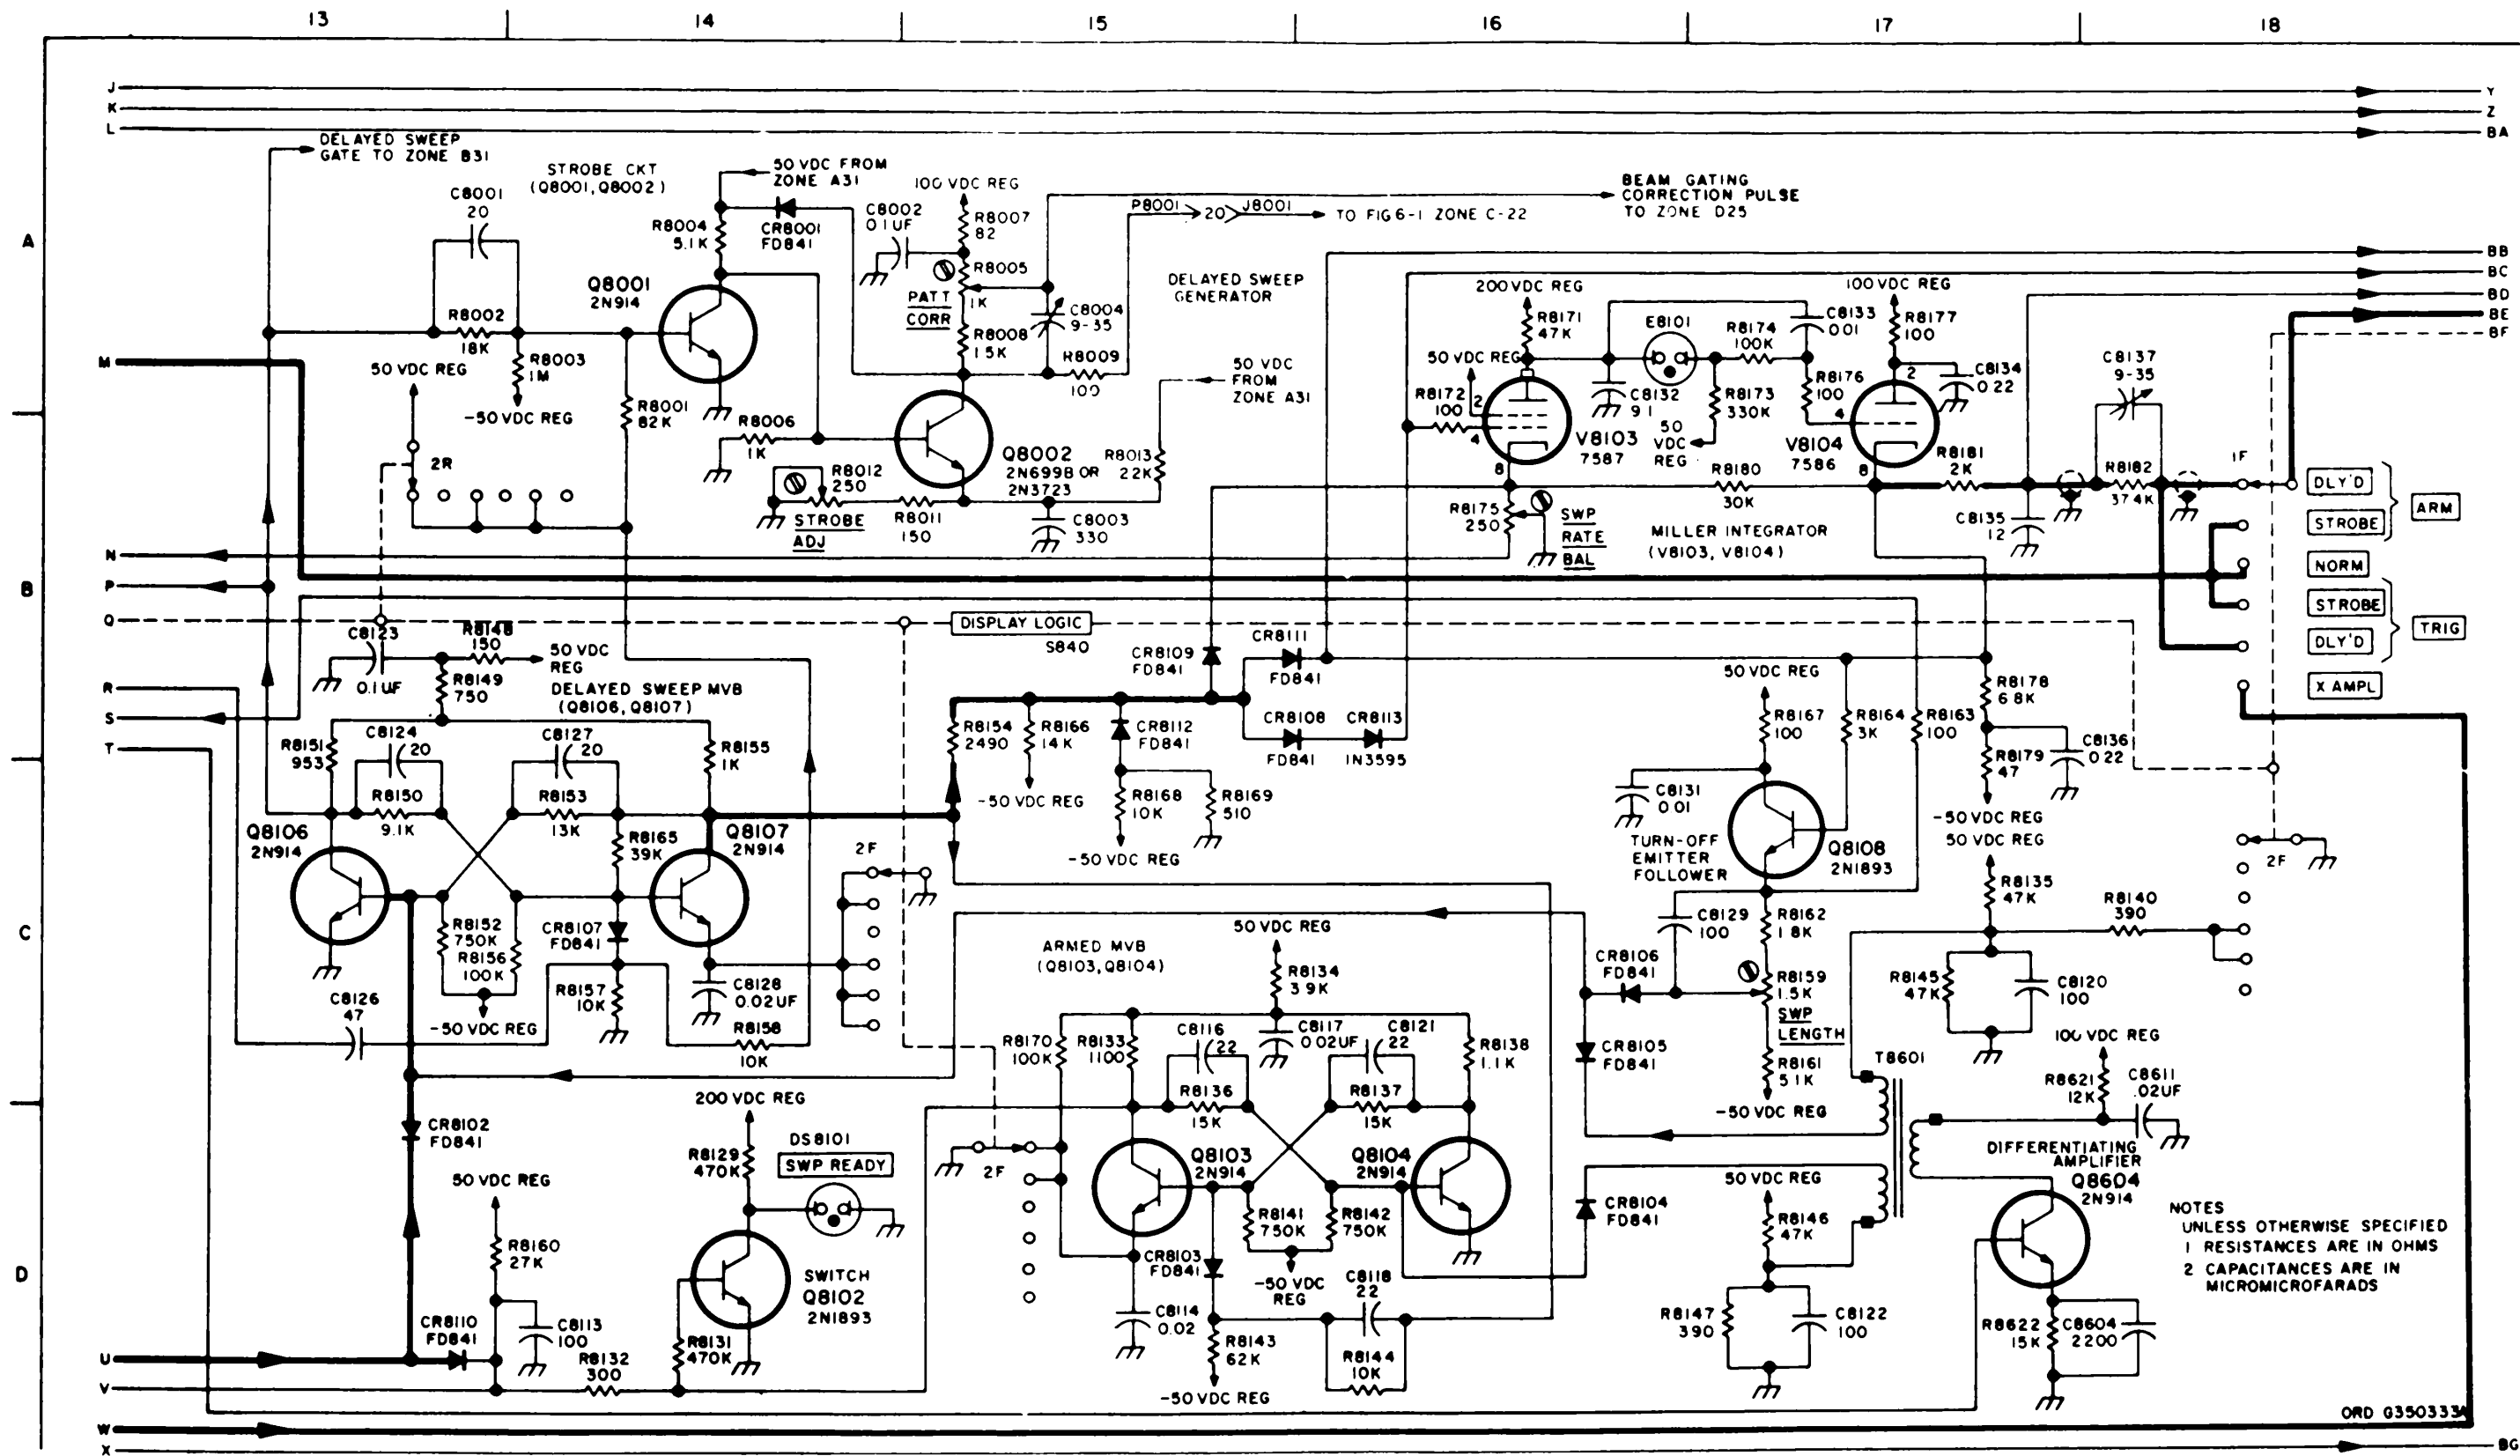 13
14
15
16
17
18
A
B
C
D
J
K
L
M
N
P
Q
R
S
T
U
V
W
X
Y
Z
BA
BB
BC
BD
BE
BF
BG
DELAYED SWEEP
GATE TO ZONE B31
STROBE CKT
(Q8001, Q8002)
50 VDC FROM
ZONE A31
C8001
20
R8002
18K
R8003
1M
-50 VDC REG
50 VDC REG
2R
R8004
5.1K
CR8001
FD841
Q8001
2N914
R8001
82K
R8006
1K
C8002
0.1UF
100 VDC REG
R8007
82
R8005
1K
PATT
CORR
R8008
1.5K
C8004
9-35
R8009
100
P8001
20
J8001
TO FIG 6-1 ZONE C-22
BEAM GATING
CORRECTION PULSE
TO ZONE D25
DELAYED SWEEP
GENERATOR
50 VDC
FROM
ZONE A31
Q8002
2N699B OR
2N3723
R8013
22K
R8012
250
STROBE
ADJ
R8011
150
C8003
330
200 VDC REG
R8171
47K
50 VDC REG
R8172
100
2
4
8
V8103
7587
E8101
C8132
9.1
R8174
100K
R8173
330K
50
VDC
REG
C8133
0.01
R8176
100
100 VDC REG
R8177
100
2
4
8
V8104
7586
C8134
0.22
R8180
30K
R8175
250
SWP
RATE
BAL
MILLER INTEGRATOR
(V8103, V8104)
R8181
2K
C8135
12
C8137
9-35
R8182
37.4K
1F
DLY'D
STROBE
ARM
NORM
STROBE
DLY'D
TRIG
X AMPL
C8123
0.1UF
R8148
150
50 VDC
REG
R8149
750
DELAYED SWEEP MVB
(Q8106, Q8107)
DISPLAY LOGIC
S840
R8151
953
C8124
20
R8150
9.1K
C8127
20
R8153
13K
R8155
1K
R8165
39K
Q8106
2N914
Q8107
2N914
R8152
750K
R8156
100K
-50 VDC REG
CR8107
FD841
R8157
10K
C8128
0.02UF
R8158
10K
C8126
47
2F
CR8109
FD841
CR8111
FD841
R8154
2490
R8166
14K
-50 VDC REG
CR8112
FD841
CR8108
FD841
CR8113
IN3595
R8168
10K
-50 VDC REG
R8169
510
50 VDC REG
R8167
100
R8164
3K
R8163
100
R8178
6.8K
R8179
47
C8136
0.22
-50 VDC REG
C8131
0.01
TURN-OFF
EMITTER
FOLLOWER
Q8108
2N1893
50 VDC REG
R8135
47K
R8140
390
2F
C8129
100
R8162
1.8K
CR8106
FD841
R8159
1.5K
SWP
LENGTH
R8161
5.1K
-50 VDC REG
CR8105
FD841
R8145
47K
C8120
100
ARMED MVB
(Q8103, Q8104)
50 VDC REG
R8134
3.9K
R8170
100K
R8133
1100
C8116
22
C8117
0.02UF
C8121
22
R8138
1.1K
R8136
15K
R8137
15K
Q8103
2N914
Q8104
2N914
2F
R8141
750K
R8142
750K
-50 VDC
REG
CR8103
FD841
C8114
0.02
R8143
62K
-50 VDC REG
C8118
22
R8144
10K
CR8104
FD841
T8601
100 VDC REG
R8621
12K
C8611
.02UF
DIFFERENTIATING
AMPLIFIER
Q8604
2N914
50 VDC REG
R8146
47K
R8147
390
C8122
100
R8622
15K
C8604
2200
CR8102
FD841
50 VDC REG
R8160
27K
CR8110
FD841
C8113
100
R8132
300
R8131
470K
200 VDC REG
R8129
470K
DS8101
SWP READY
SWITCH
Q8102
2N1893
NOTES
UNLESS OTHERWISE SPECIFIED
1 RESISTANCES ARE IN OHMS
2 CAPACITANCES ARE IN
MICROMICROFARADS
ORD G350333A